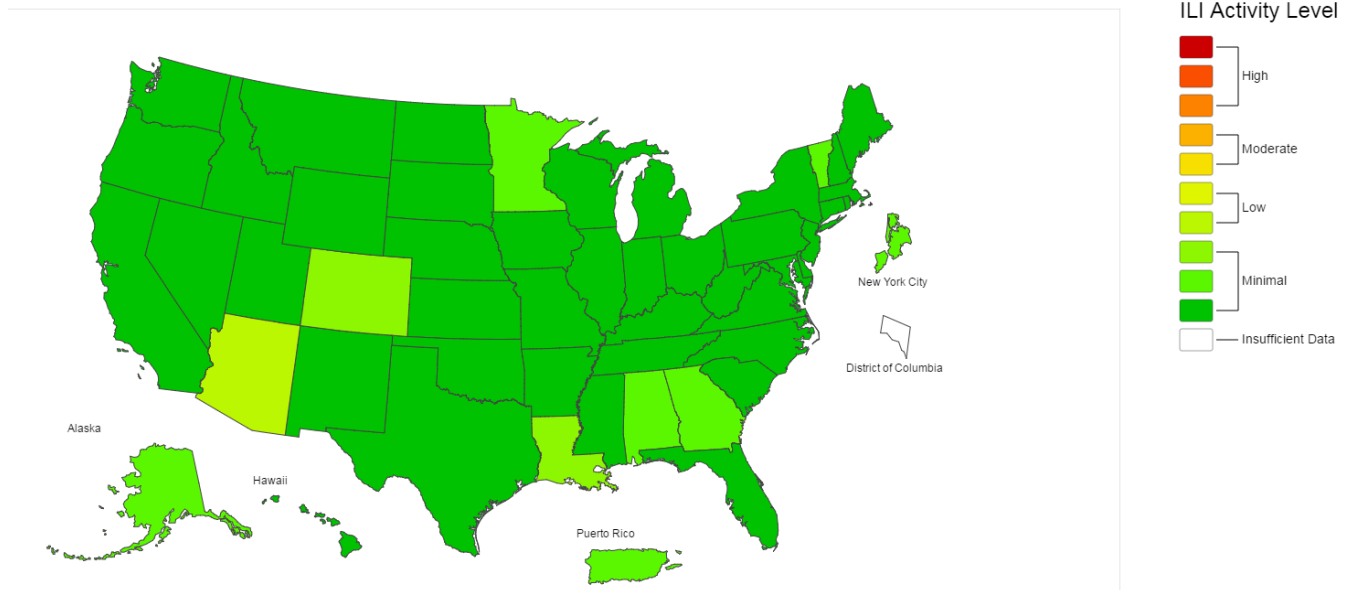 ILI Activity Level
High
Moderate
Low
Minimal
Insufficient Data
New York City
District of Columbia
Alaska
Hawaii
Puerto Rico